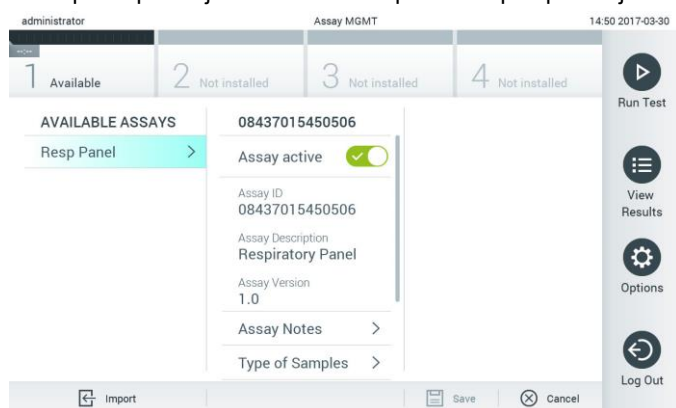 administrator Assay MGMT 14:50 2017-03-30
--:--
1 Available 2 Not installed 3 Not installed 4 Not installed
Run Test
AVAILABLE ASSAYS 08437015450506
Resp Panel Assay active
View
Results
Assay ID
08437015450506
Assay Description
Respiratory Panel
Options
Assay Version
1.0
Assay Notes
Type of Samples
Log Out
Import Save Cancel